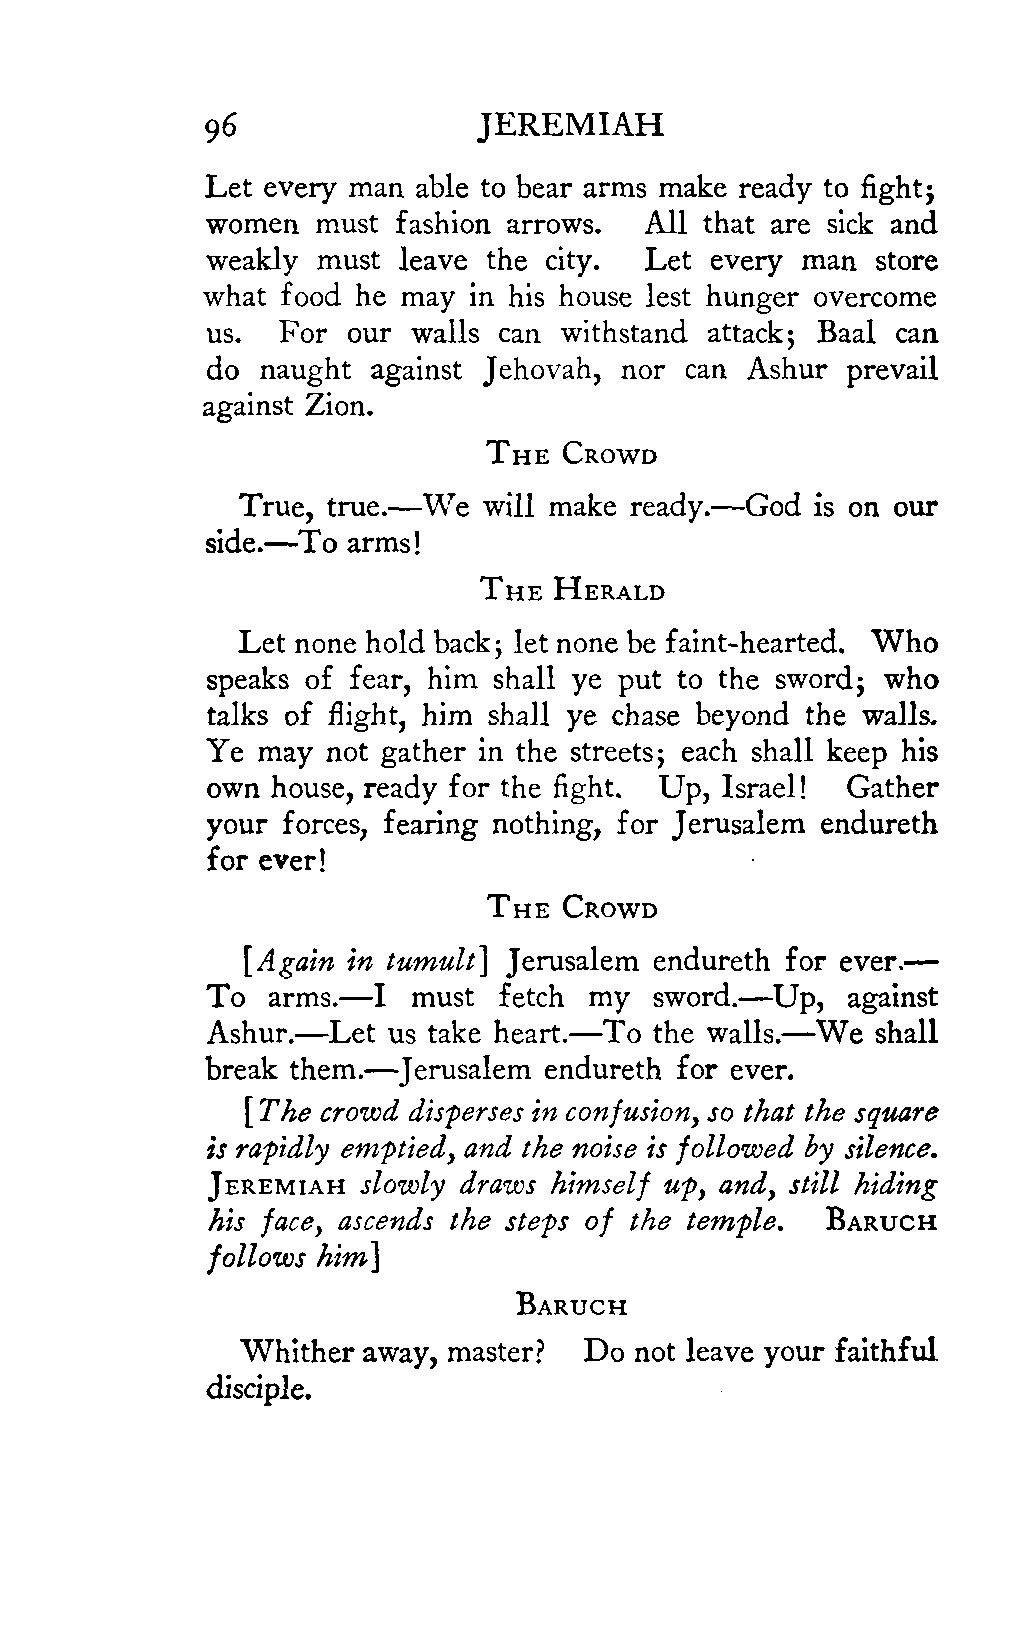 96 JEREMIAH
Let every man able to bear arms make ready to fight;
women must fashion arrows. All that are sick and
weakly must leave the city. Let every man store
what food he may in his house lest hunger overcome
us. For our walls can withstand attack; Baal can
do naught against Jehovah, nor can Ashur prevail
against Zion.
THE CROWD
True, true.—We will make ready.—God is on our
side.—To arms!
THE HERALD
Let none hold back; let none be faint-hearted. Who
speaks of fear, him shall ye put to the sword; who
talks of flight, him shall ye chase beyond the walls.
Ye may not gather in the streets; each shall keep his
own house, ready for the fight. Up, Israel! Gather
your forces, fearing nothing, for Jerusalem endureth
for ever!
THE CROWD
[Again in tumult] Jerusalem endureth for ever.—
To arms.—I must fetch my sword.—Up, against
Ashur.—Let us take heart.—To the walls.—We shall
break them.—Jerusalem endureth for ever.
[The crowd disperses in confusion, so that the square
is rapidly emptied, and the noise is followed by silence.
JEREMIAH slowly draws himself up, and, still hiding
his face, ascends the steps of the temple. BARUCH
follows him]
BARUCH
Whither away, master? Do not leave your faithful
disciple.